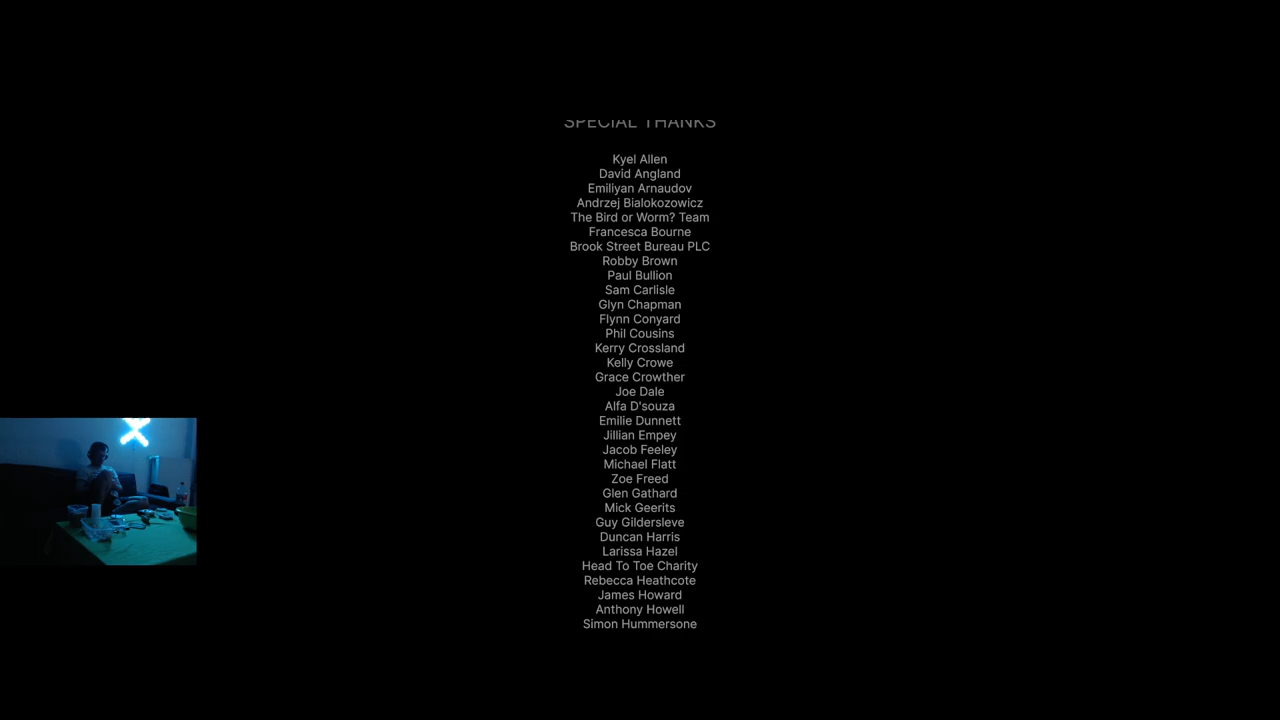 SPECIAL THANKS
Kyel Allen
David Angland
Emiliyan Arnaudov
Andrzej Bialokozowicz
The Bird or Worm? Team
Francesca Bourne
Brook Street Bureau PLC
Robby Brown
Paul Bullion
Sam Carlisle
Glyn Chapman
Flynn Conyard
Phil Cousins
Kerry Crossland
Kelly Crowe
Grace Crowther
Joe Dale
Alfa D'souza
Emilie Dunnett
Jillian Empey
Jacob Feeley
Michael Flatt
Zoe Freed
Glen Gathard
Mick Geerits
Guy Gildersleve
Duncan Harris
Larissa Hazel
Head To Toe Charity
Rebecca Heathcote
James Howard
Anthony Howell
Simon Hummersone